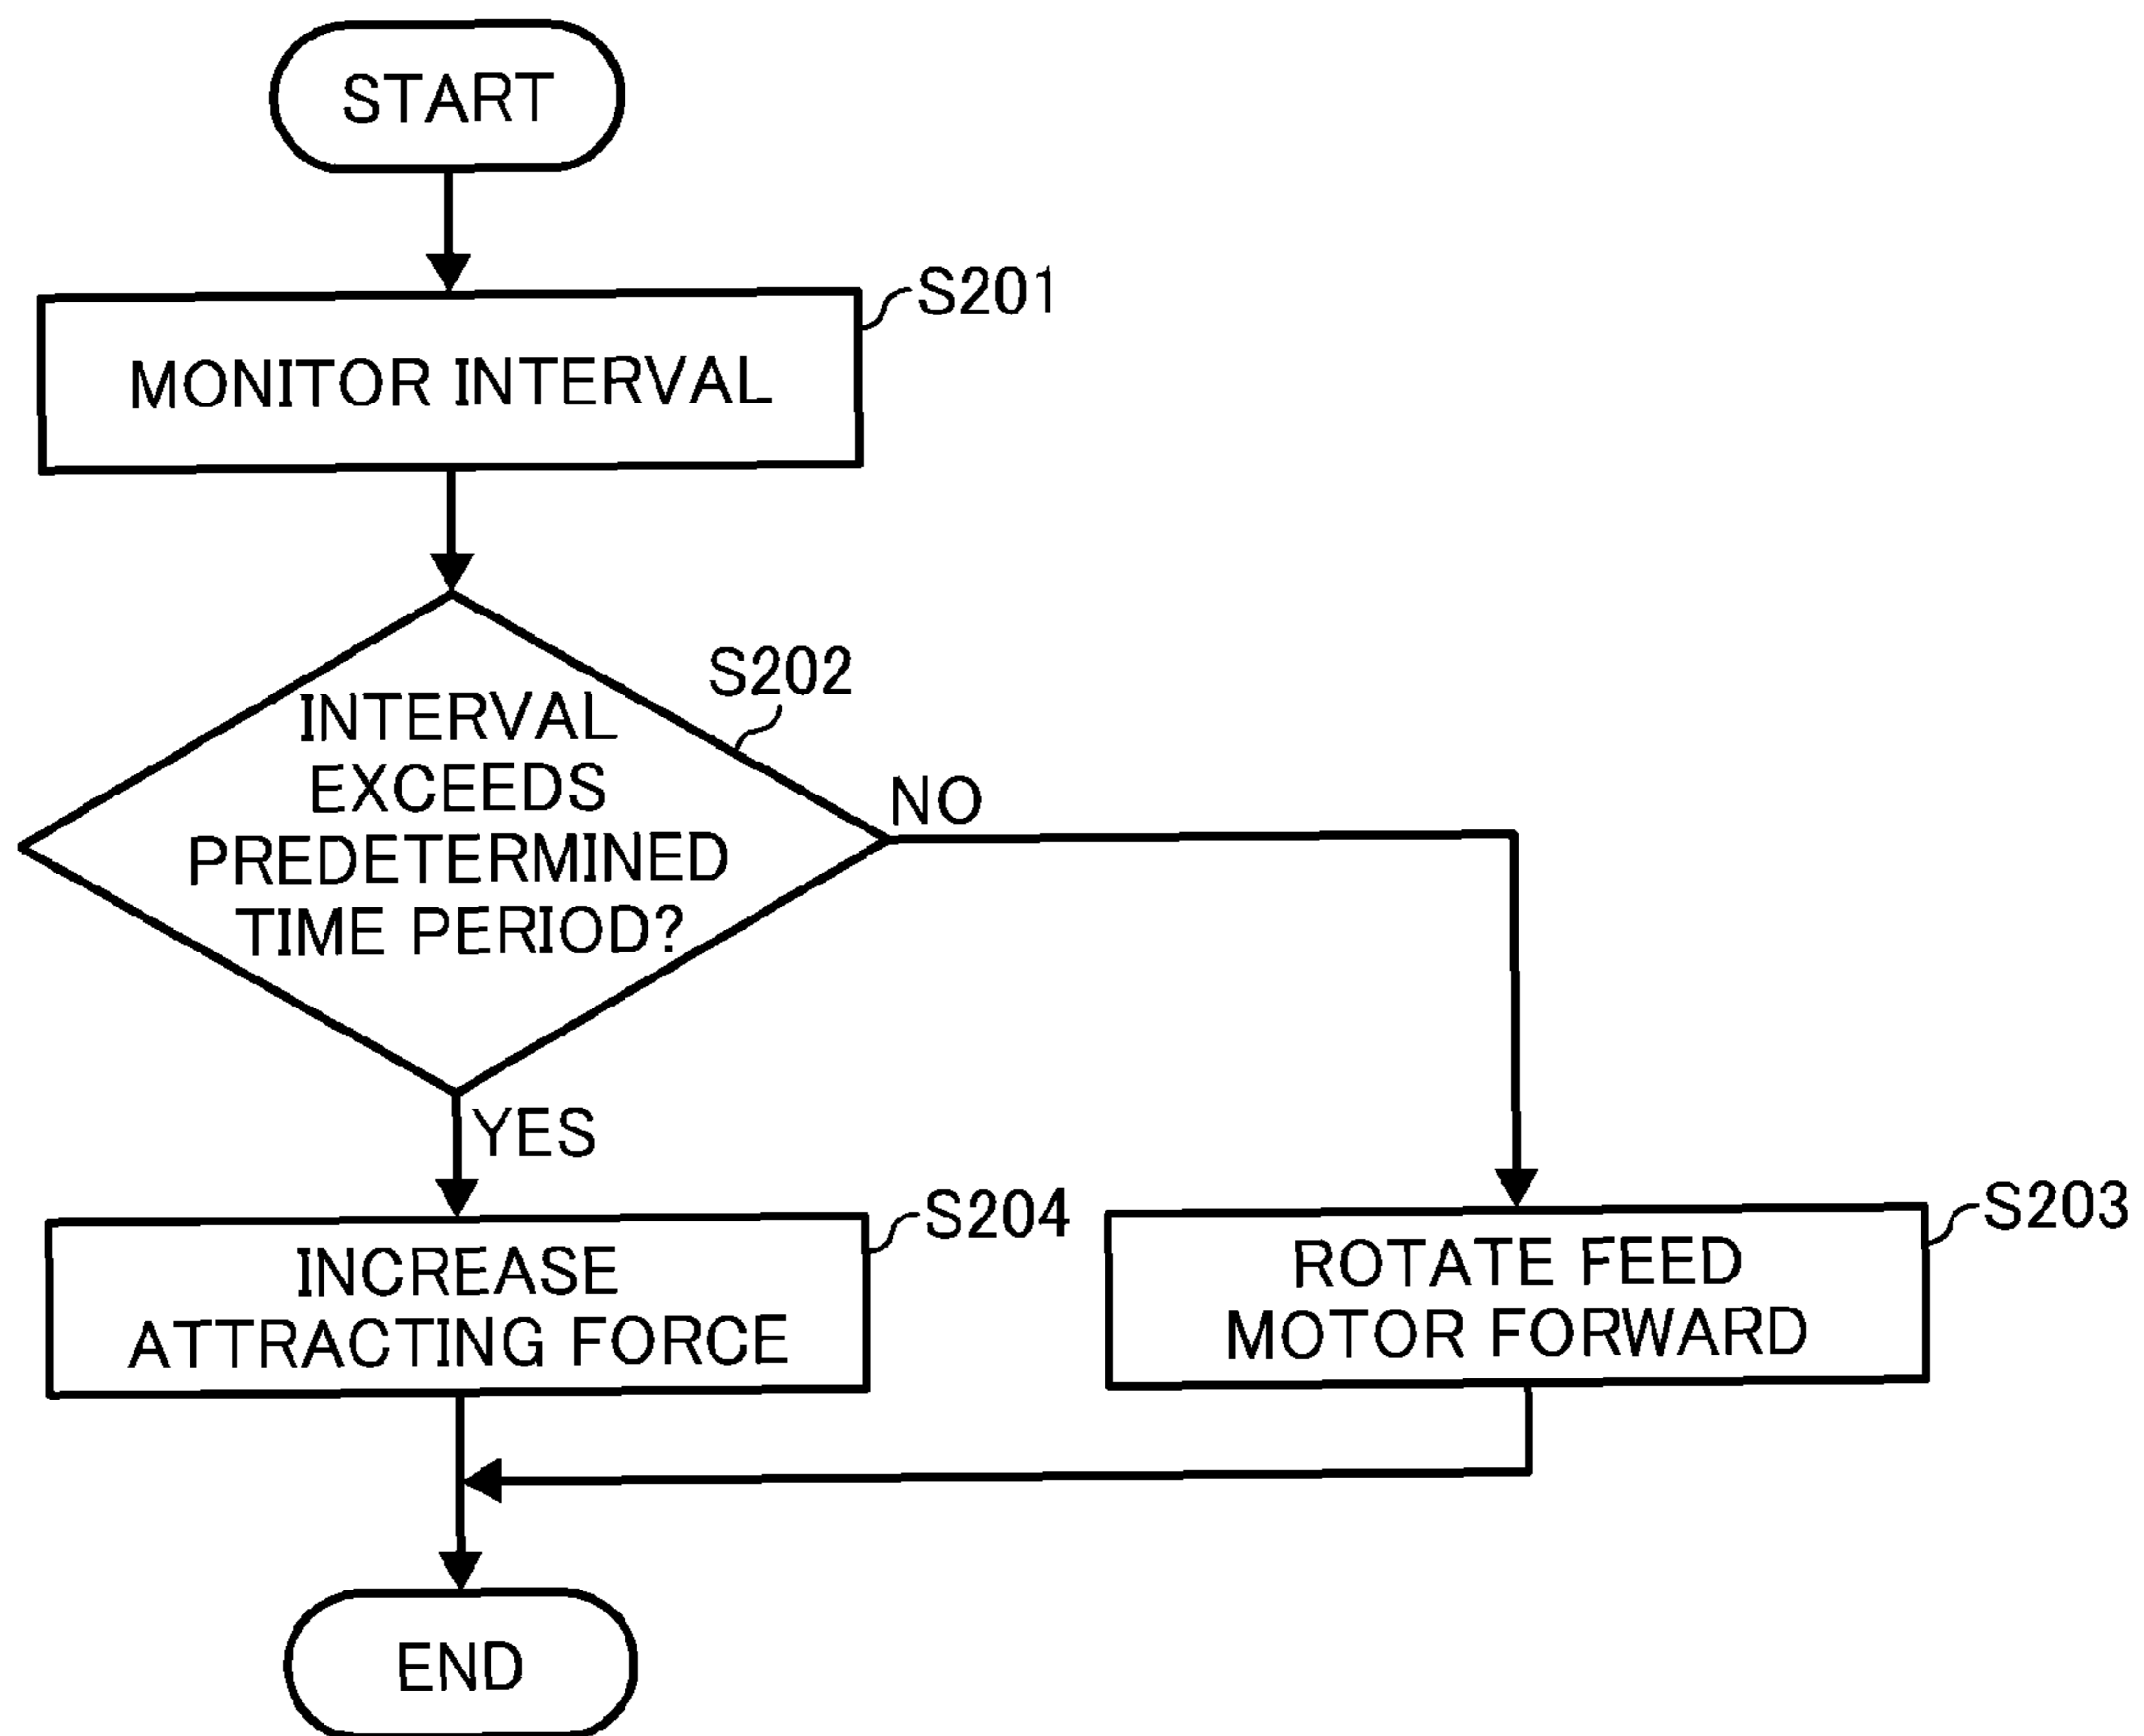 START
S201
MONITOR INTERVAL
S202
INTERVAL
EXCEEDS
PREDETERMINED
TIME PERIOD?
NO
YES
S204
INCREASE
ATTRACTING FORCE
S203
ROTATE FEED
MOTOR FORWARD
END